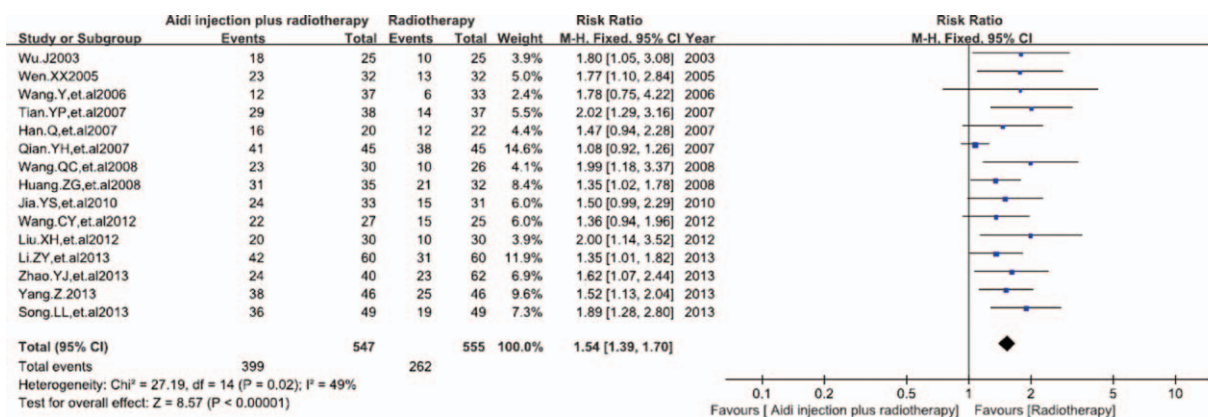 Aidi injection plus radiotherapy Radiotherapy Risk Ratio Risk Ratio
Study or Subgroup Events Total Events Total Weight M-H. Fixed. 95% CI Year M-H. Fixed. 95% CI
Wu.J2003 18 25 10 25 3.9% 1.80 [1.05, 3.08] 2003
Wen.XX2005 23 32 13 32 5.0% 1.77 [1.10, 2.84] 2005
Wang.Y,et.al2006 12 37 6 33 2.4% 1.78 [0.75, 4.22] 2006
Tian.YP,et.al2007 29 38 14 37 5.5% 2.02 [1.29, 3.16] 2007
Han.Q,et.al2007 16 20 12 22 4.4% 1.47 [0.94, 2.28] 2007
Qian.YH,et.al2007 41 45 38 45 14.6% 1.08 [0.92, 1.26] 2007
Wang.QC,et.al2008 23 30 10 26 4.1% 1.99 [1.18, 3.37] 2008
Huang.ZG,et.al2008 31 35 21 32 8.4% 1.35 [1.02, 1.78] 2008
Jia.YS,et.al2010 24 33 15 31 6.0% 1.50 [0.99, 2.29] 2010
Wang.CY,et.al2012 22 27 15 25 6.0% 1.36 [0.94, 1.96] 2012
Liu.XH,et.al2012 20 30 10 30 3.9% 2.00 [1.14, 3.52] 2012
Li.ZY,et.al2013 42 60 31 60 11.9% 1.35 [1.01, 1.82] 2013
Zhao.YJ,et.al2013 24 40 23 62 6.9% 1.62 [1.07, 2.44] 2013
Yang.Z.2013 38 46 25 46 9.6% 1.52 [1.13, 2.04] 2013
Song.LL,et.al2013 36 49 19 49 7.3% 1.89 [1.28, 2.80] 2013
Total (95% CI) 547 555 100.0% 1.54 [1.39, 1.70]
Total events 399 262
Heterogeneity: Chi² = 27.19, df = 14 (P = 0.02); I² = 49%
Test for overall effect: Z = 8.57 (P < 0.00001)
0.1 0.2 0.5 1 2 5 10
Favours [ Aidi injection plus radiotherapy] Favours [Radiotherapy]